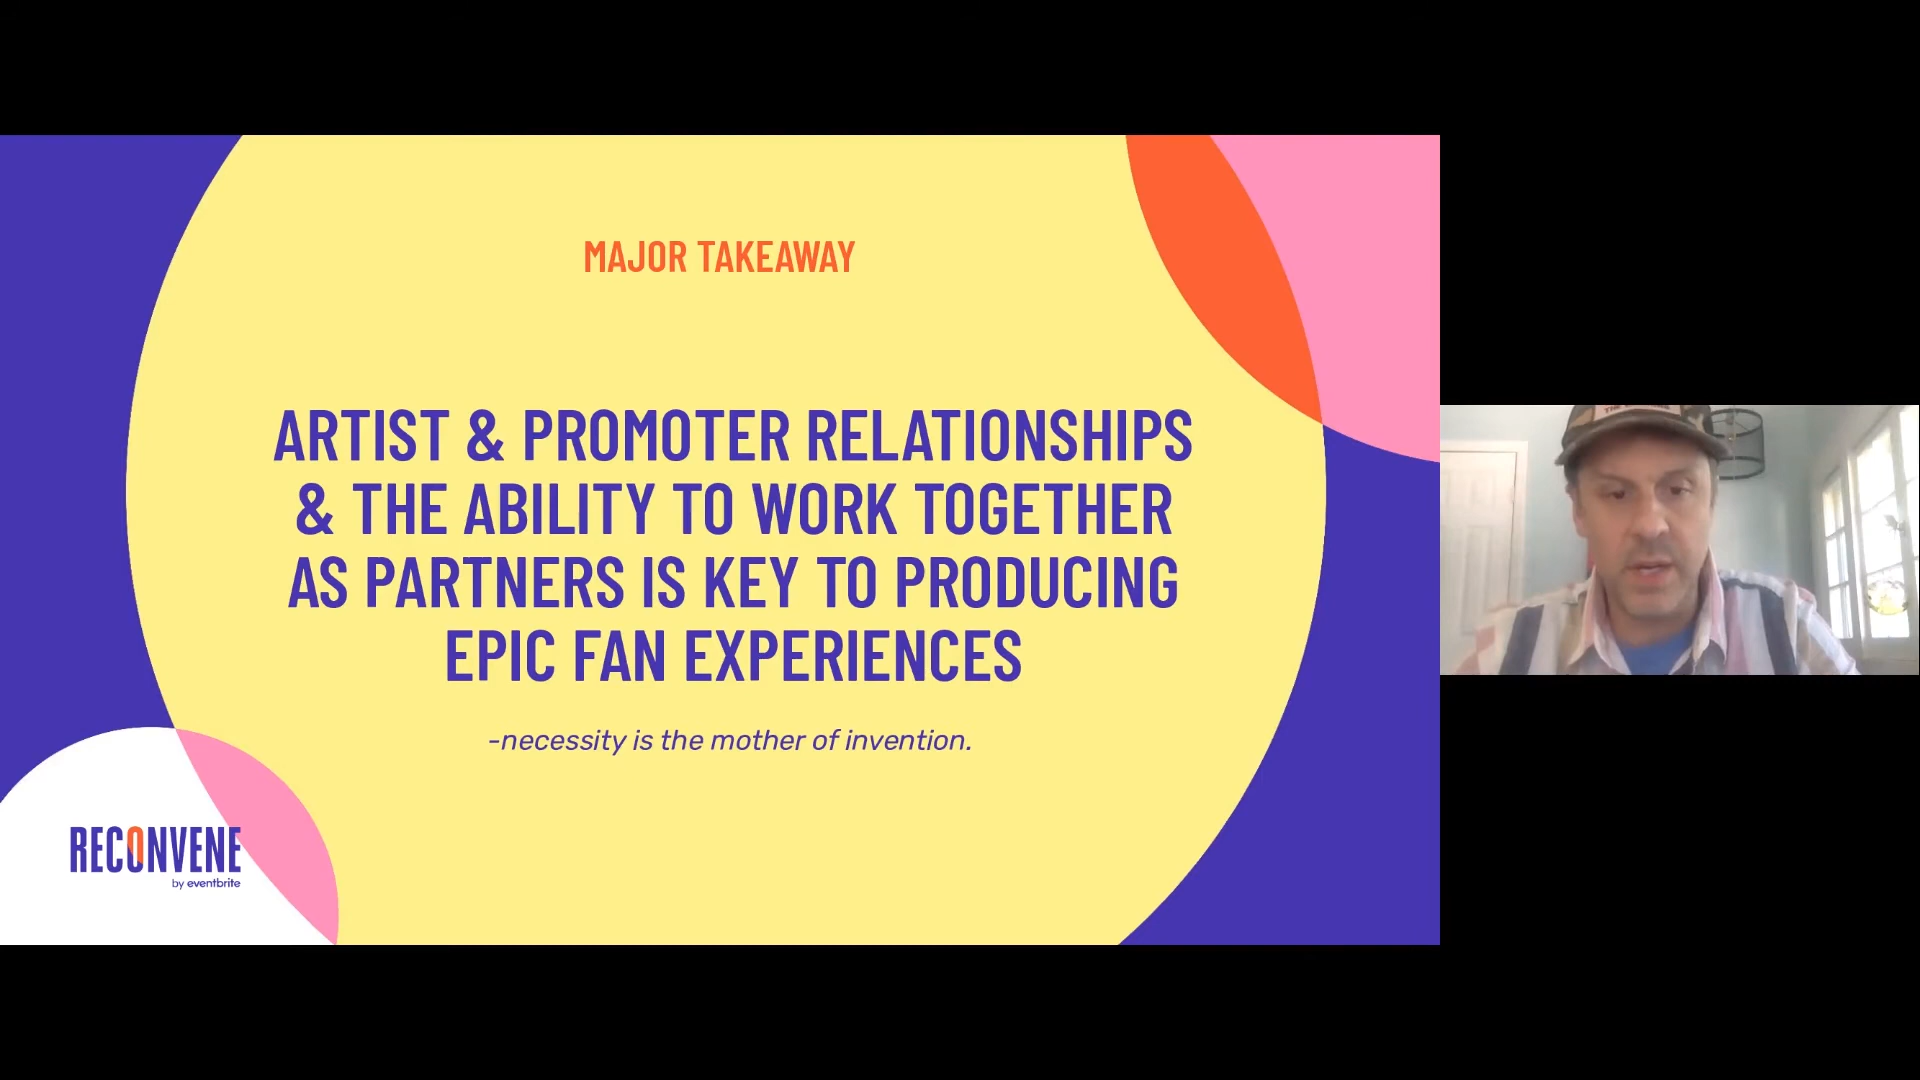 MAJOR TAKEAWAY
ARTIST & PROMOTER RELATIONSHIPS
& THE ABILITY TO WORK TOGETHER
AS PARTNERS IS KEY TO PRODUCING
EPIC FAN EXPERIENCES
-necessity is the mother of invention.
RECONVENE
by eventbrite